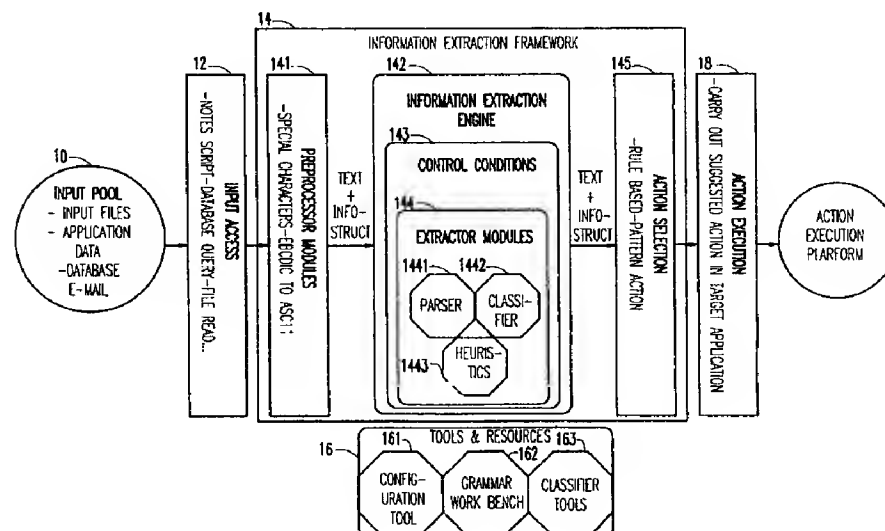 14
INFORMATION EXTRACTION FRAMEWORK
10
INPUT POOL
- INPUT FILES
- APPLICATION
DATA
-DATABASE
E-MAIL
12
INPUT ACCESS
-NOTES SCRIPT-DATABASE QUERY-FILE READ...
141
PREPROCESSOR MODULES
-SPECIAL CHARACTERS-EBCDIC TO ASC11
TEXT
+
INFO-
STRUCT
142
INFORMATION EXTRACTION
ENGINE
143
CONTROL CONDITIONS
144
EXTRACTOR MODULES
1441
PARSER
1442
CLASSI-
FIER
1443
HEURIS-
TICS
TEXT
+
INFO-
STRUCT
145
ACTION SELECTION
-RULE BASED-PATTERN ACTION
18
ACTION EXECUTION
-CARRY OUT SUGGESTED ACTION IN TARGET APPLICATION
ACTION
EXECUTION
PLARFORM
16
TOOLS & RESOURCES
161
CONFIG-
URATION
TOOL
162
GRAMMAR
WORK BENCH
163
CLASSIFIER
TOOLS